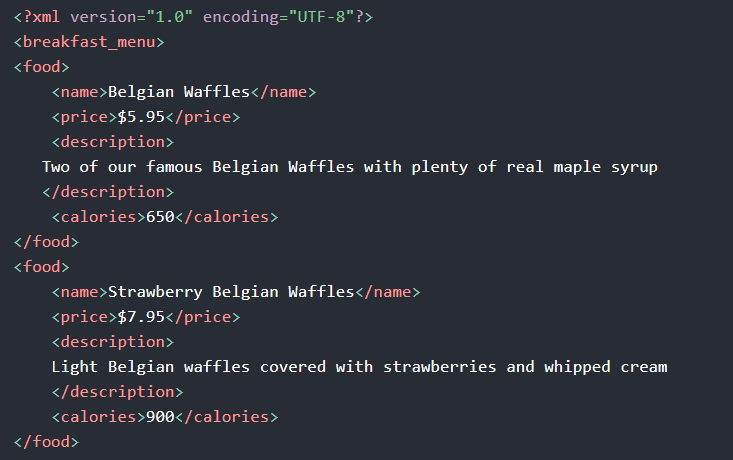 <?xml version="1.0" encoding="UTF-8"?>
<breakfast_menu>
<food>
    <name>Belgian Waffles</name>
    <price>$5.95</price>
    <description>
   Two of our famous Belgian Waffles with plenty of real maple syrup
   </description>
    <calories>650</calories>
</food>
<food>
    <name>Strawberry Belgian Waffles</name>
    <price>$7.95</price>
    <description>
    Light Belgian waffles covered with strawberries and whipped cream
    </description>
    <calories>900</calories>
</food>